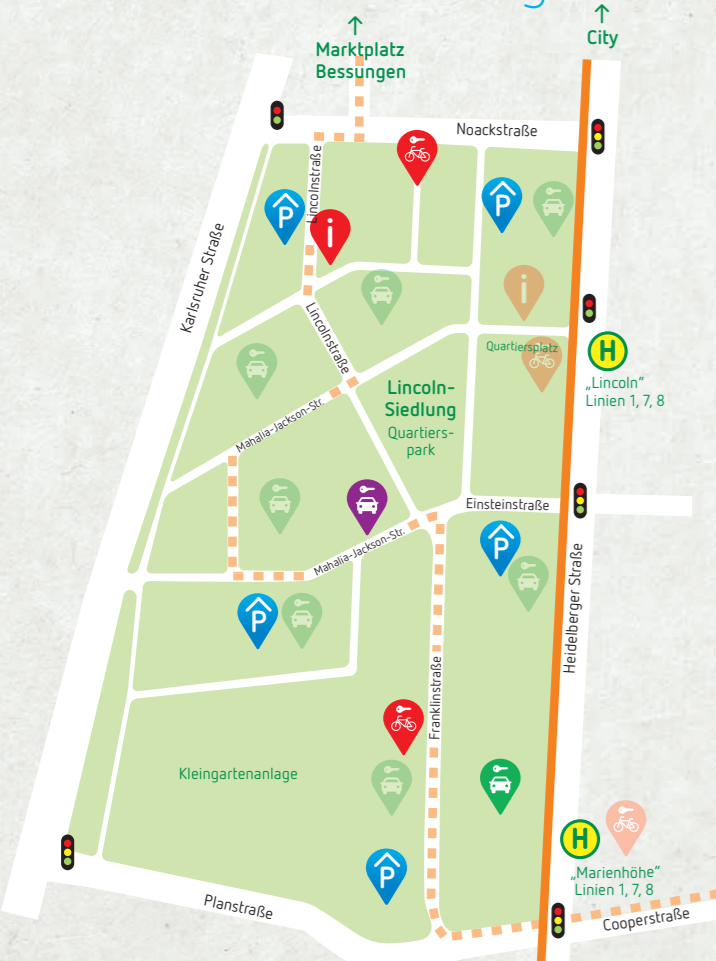 City
Marktplatz
Bessungen
Noackstraße
Lincolnstraße
P
P
i
Karlsruher Straße
i
Lincolnstraße
Quartiersplatz
H
„Lincoln“
Linien 1, 7, 8
Lincoln-
Siedlung
Quartiers-
park
Mahalia-Jackson-Str.
Einsteinstraße
Mahalia-Jackson-Str.
P
Heidelberger Straße
P
Franklinstraße
Kleingartenanlage
H
„Marienhöhe“
Linien 1, 7, 8
P
Planstraße
Cooperstraße